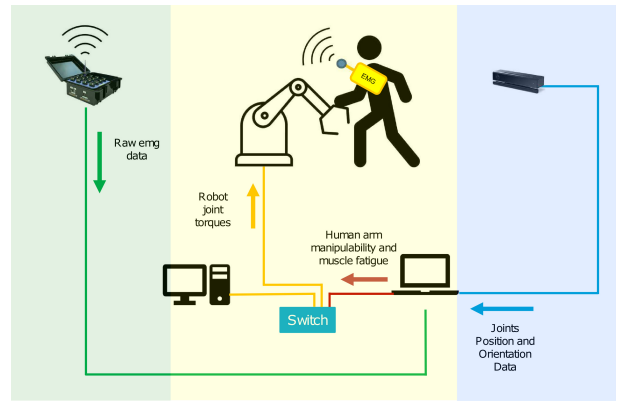 EMG
Raw emg
data
Robot
joint
torques
Human arm
manipulability and
muscle fatigue
Switch
Joints
Position and
Orientation
Data